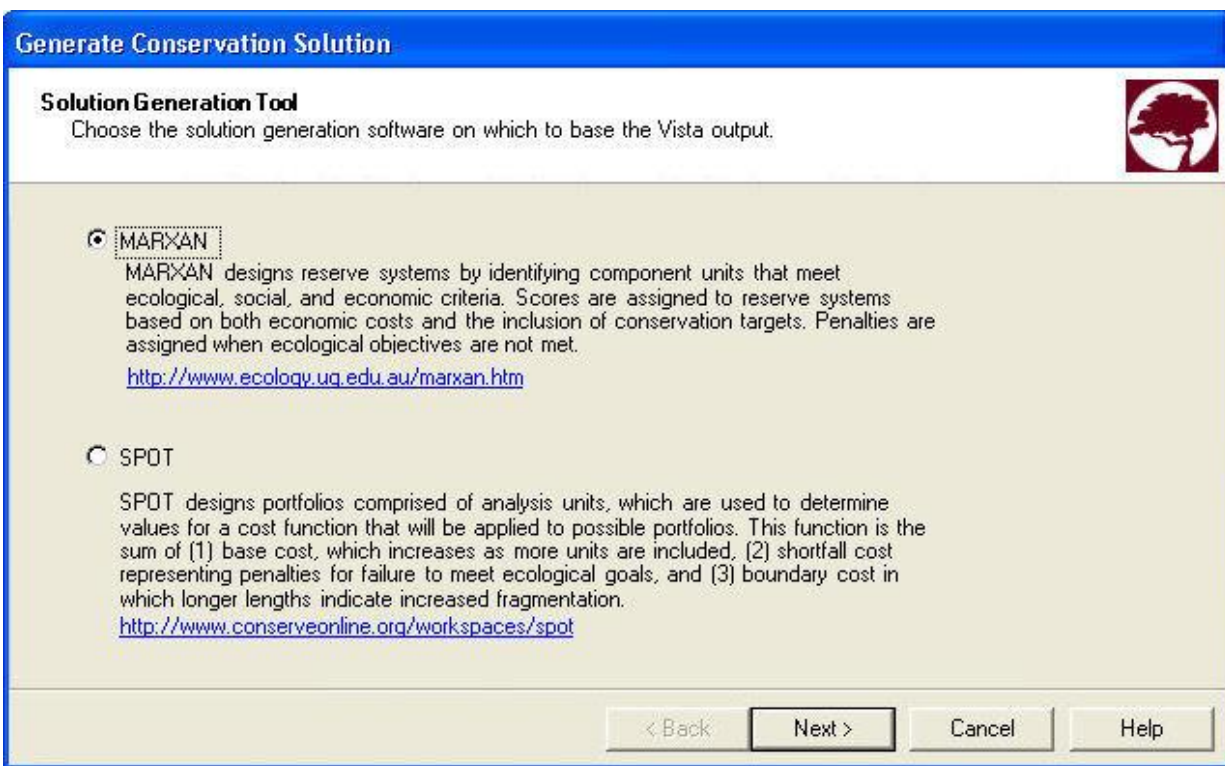 Generate Conservation Solution
Solution Generation Tool
Choose the solution generation software on which to base the Vista output.
MARXAN
MARXAN designs reserve systems by identifying component units that meet
ecological, social, and economic criteria. Scores are assigned to reserve systems
based on both economic costs and the inclusion of conservation targets. Penalties are
assigned when ecological objectives are not met.
http://www.ecology.uq.edu.au/marxan.htm
SPOT
SPOT designs portfolios comprised of analysis units, which are used to determine
values for a cost function that will be applied to possible portfolios. This function is the
sum of (1) base cost, which increases as more units are included, (2) shortfall cost
representing penalties for failure to meet ecological goals, and (3) boundary cost in
which longer lengths indicate increased fragmentation.
http://www.conserveonline.org/workspaces/spot
< Back Next > Cancel Help